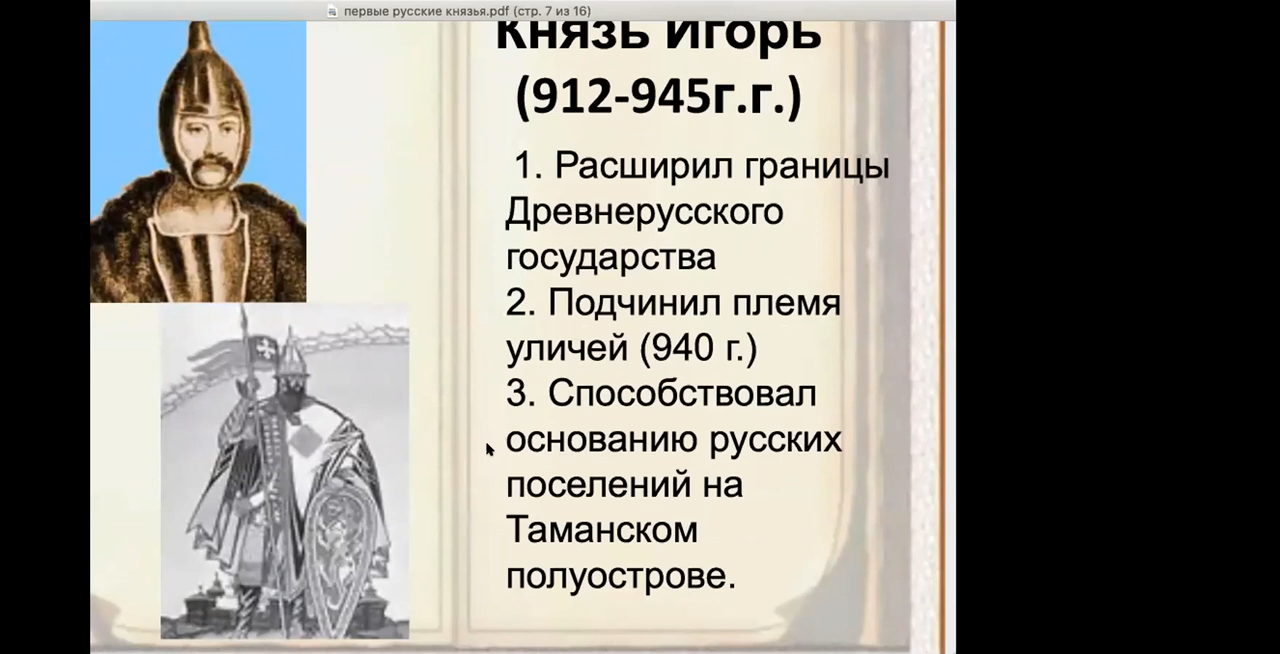 первые русские князья.pdf (стр. 7 из 16)
Князь Игорь
(912-945г.г.)
1. Расширил границы
Древнерусского
государства
2. Подчинил племя
уличей (940 г.)
3. Способствовал
основанию русских
поселений на
Таманском
полуострове.